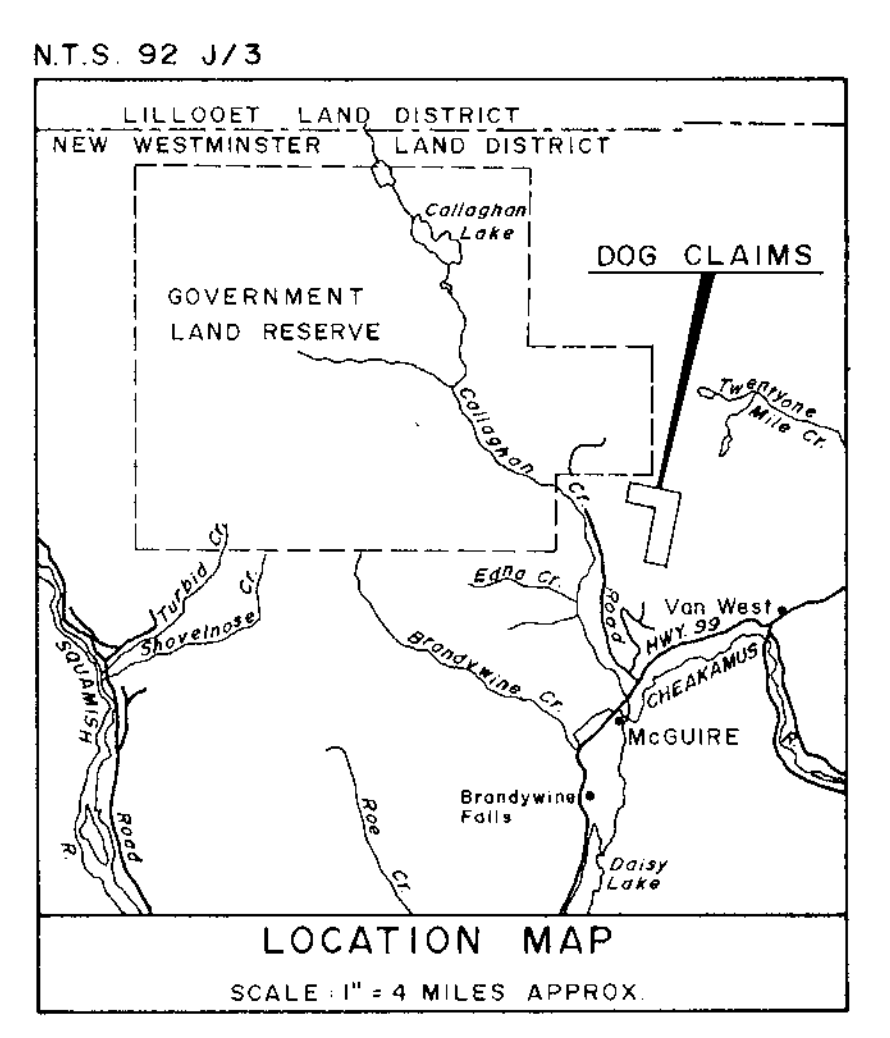 N.T.S. 92 J/3
LILLOOET LAND DISTRICT
NEW WESTMINSTER LAND DISTRICT
Callaghan
Lake
DOG CLAIMS
GOVERNMENT
LAND RESERVE
Twentyone
Mile Cr.
Callaghan Cr.
Turbid Cr.
Shovelnose Cr.
Edna Cr.
Road
Van West
HWY. 99
Brandywine Cr.
CHEAKAMUS R.
SQUAMISH R.
McGUIRE
Brandywine
Falls
Roe Cr.
Road
Daisy
Lake
LOCATION MAP
SCALE : 1" = 4 MILES APPROX.